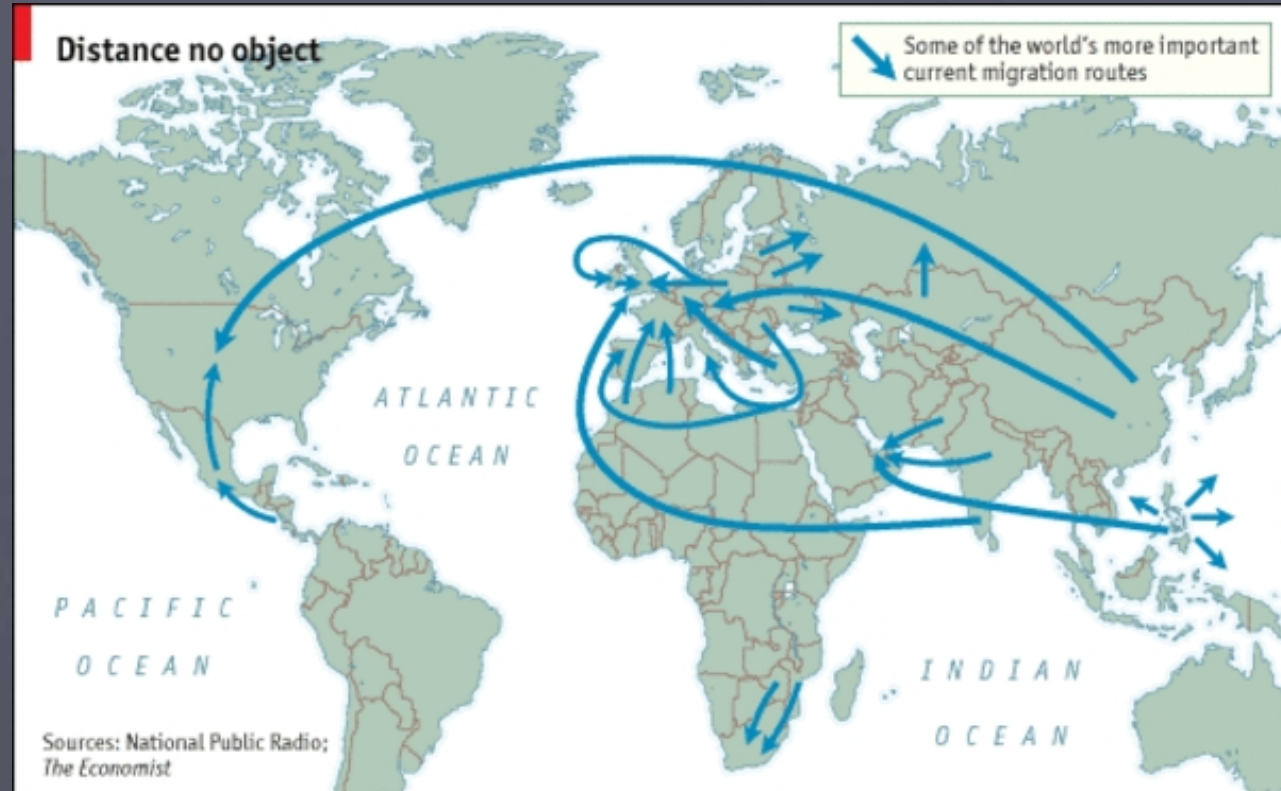 Distance no object
Some of the world's more important
current migration routes
ATLANTIC
OCEAN
PACIFIC
OCEAN
INDIAN
OCEAN
Sources: National Public Radio;
The Economist